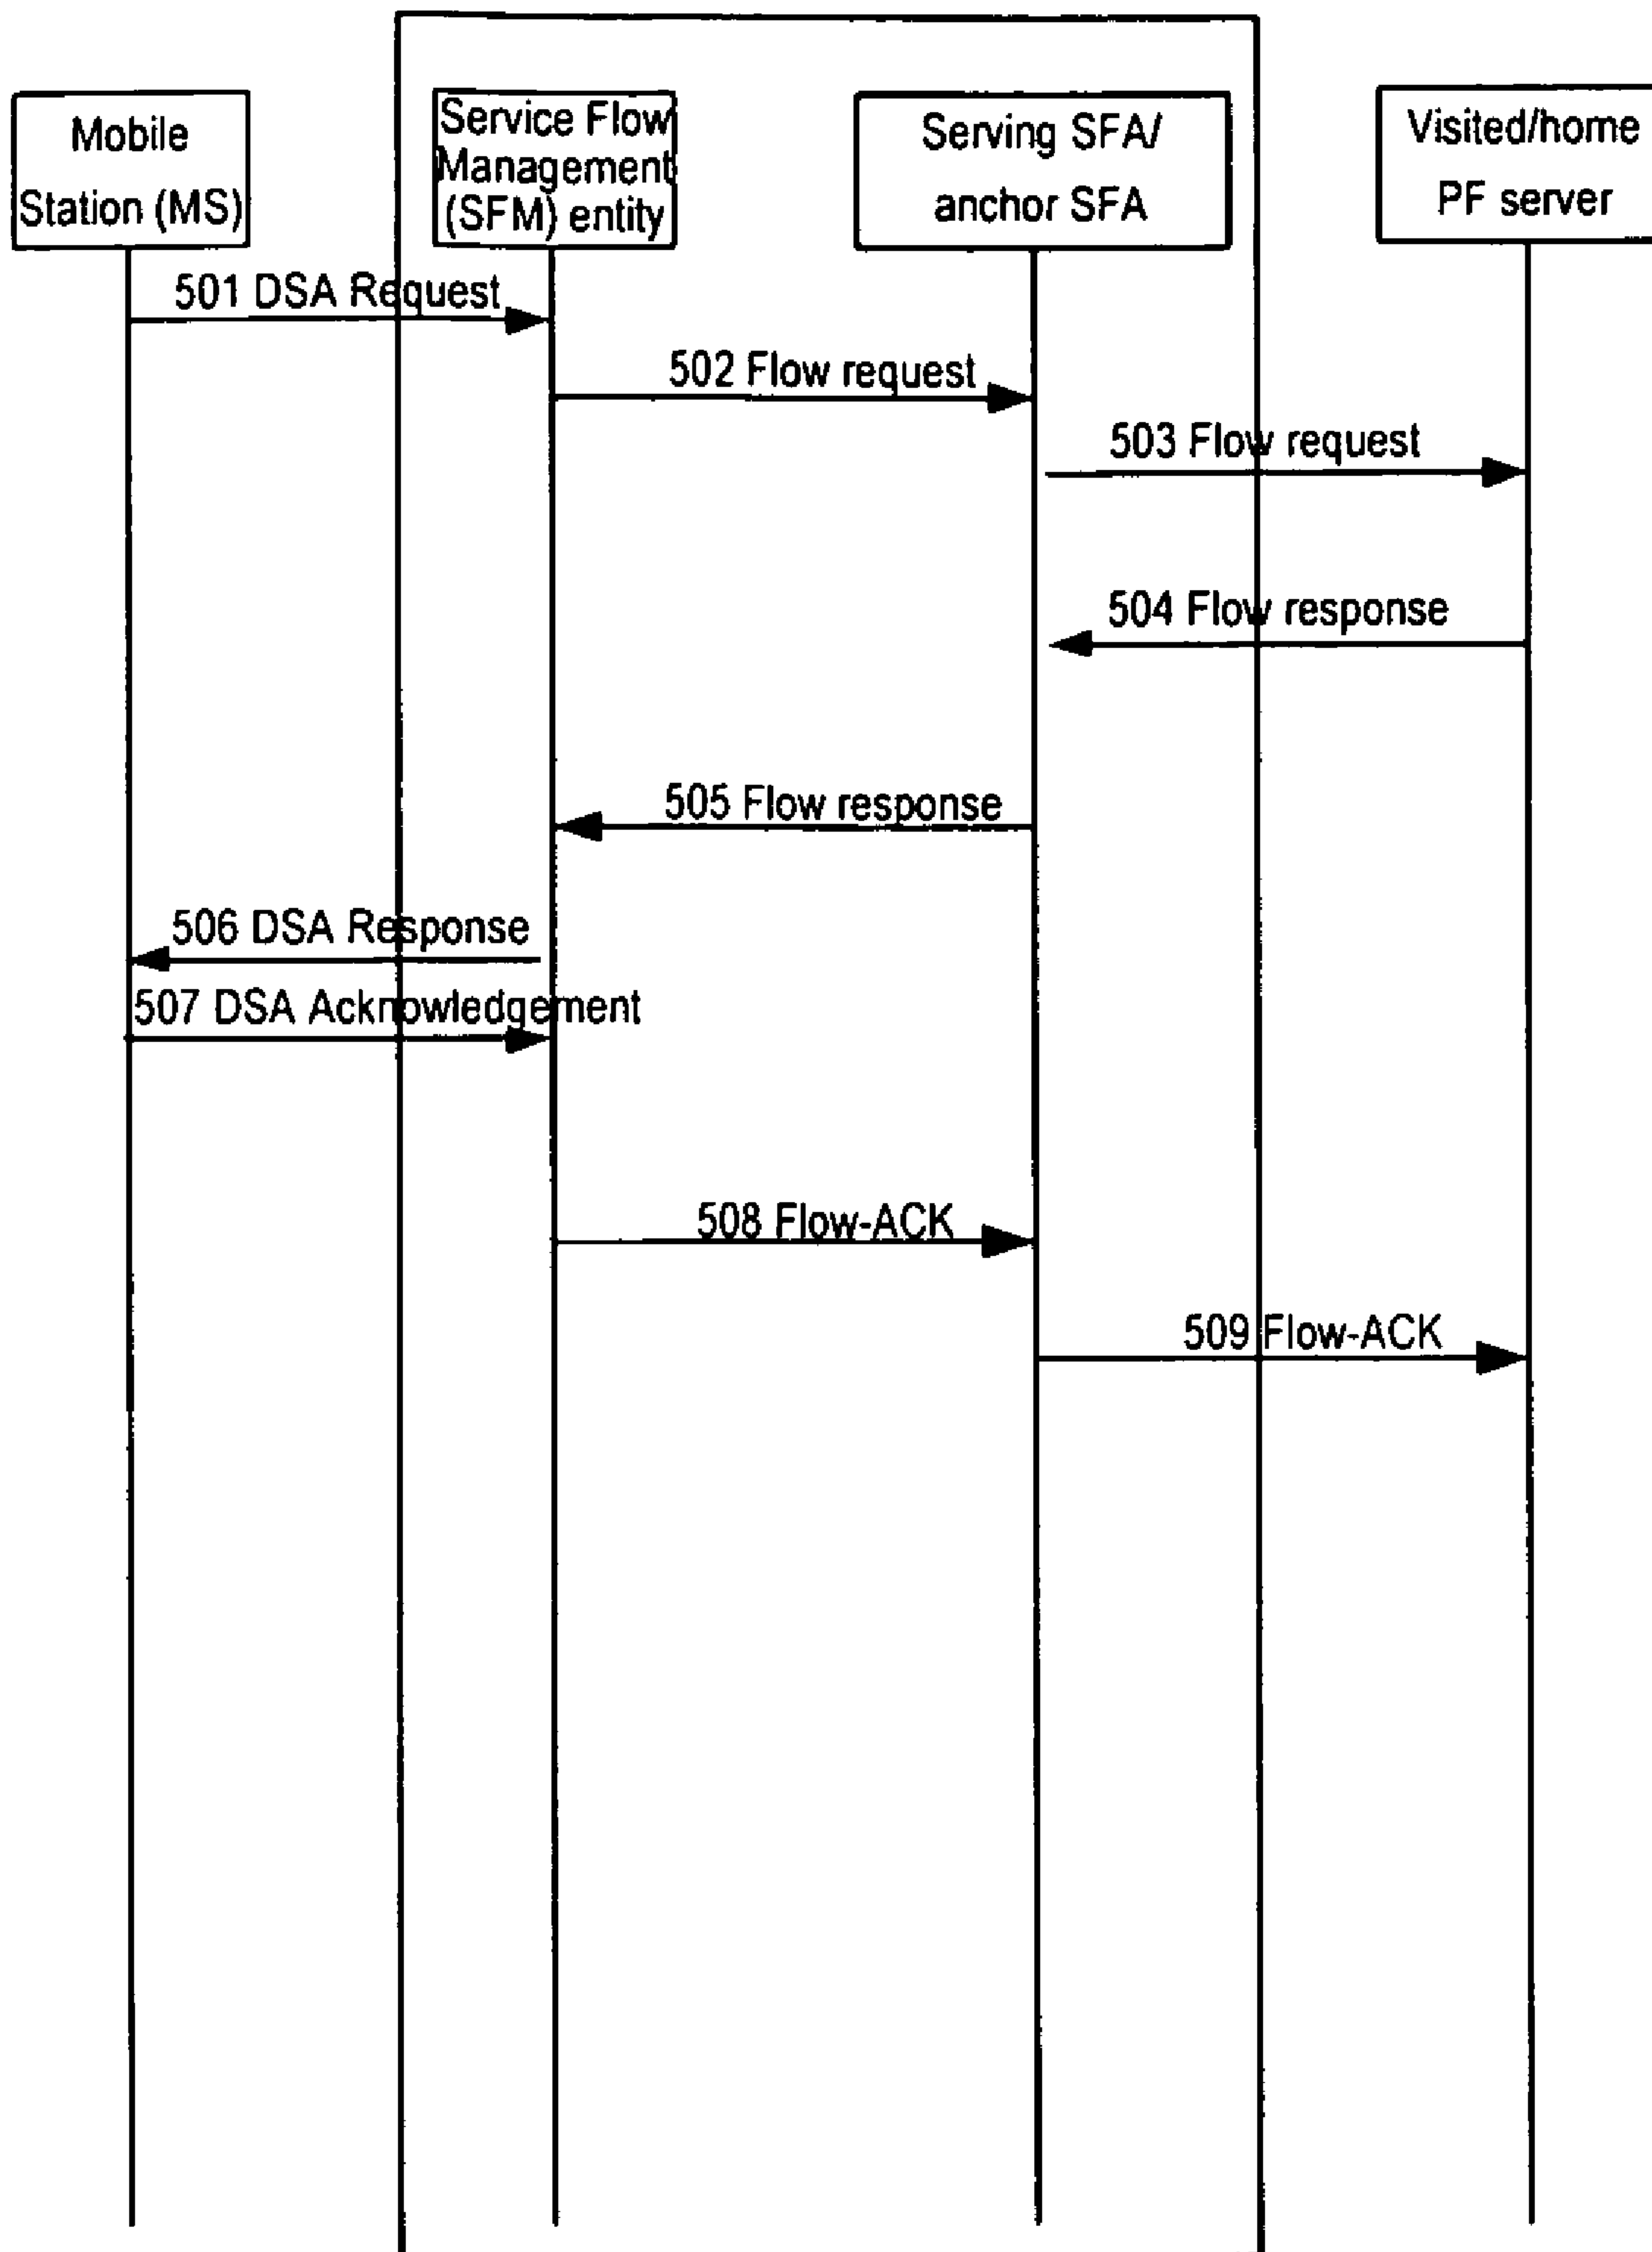 Mobile
Station (MS)
Service Flow
Management
(SFM) entity
Serving SFA/
anchor SFA
Visited/home
PF server
501 DSA Request
502 Flow request
503 Flow request
504 Flow response
505 Flow response
506 DSA Response
507 DSA Acknowledgement
508 Flow-ACK
509 Flow-ACK